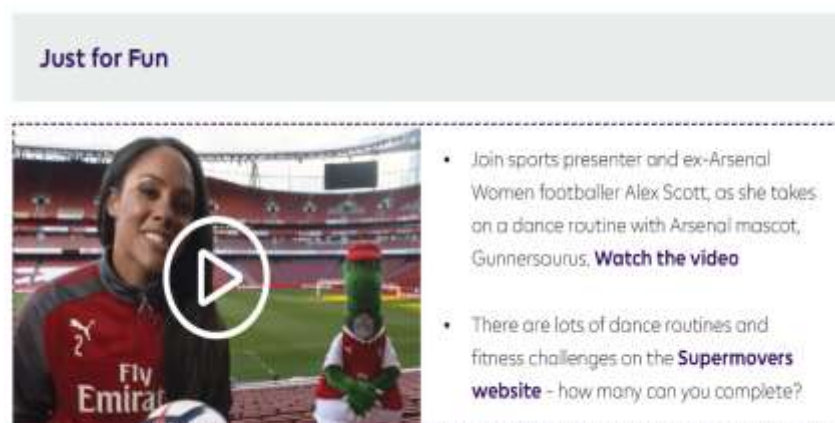 Just for Fun
2
Fly
Emirat
• Join sports presenter and ex-Arsenal
Women footballer Alex Scott, as she takes
on a dance routine with Arsenal mascot,
Gunnersaurus. Watch the video
• There are lots of dance routines and
fitness challenges on the Supermovers
website - how many can you complete?